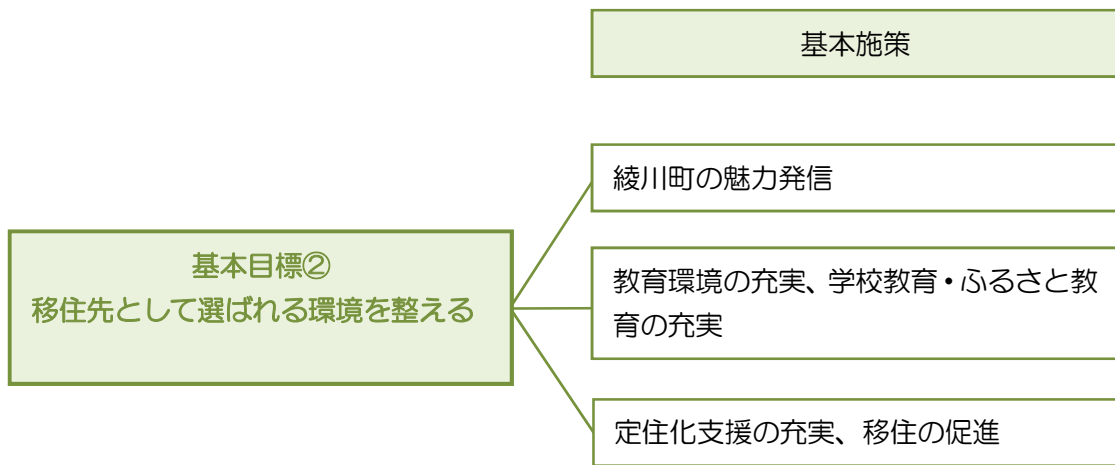 基本施策
綾川町の魅力発信
基本目標②
移住先として選ばれる環境を整える
教育環境の充実、学校教育・ふるさと教
育の充実
定住化支援の充実、移住の促進